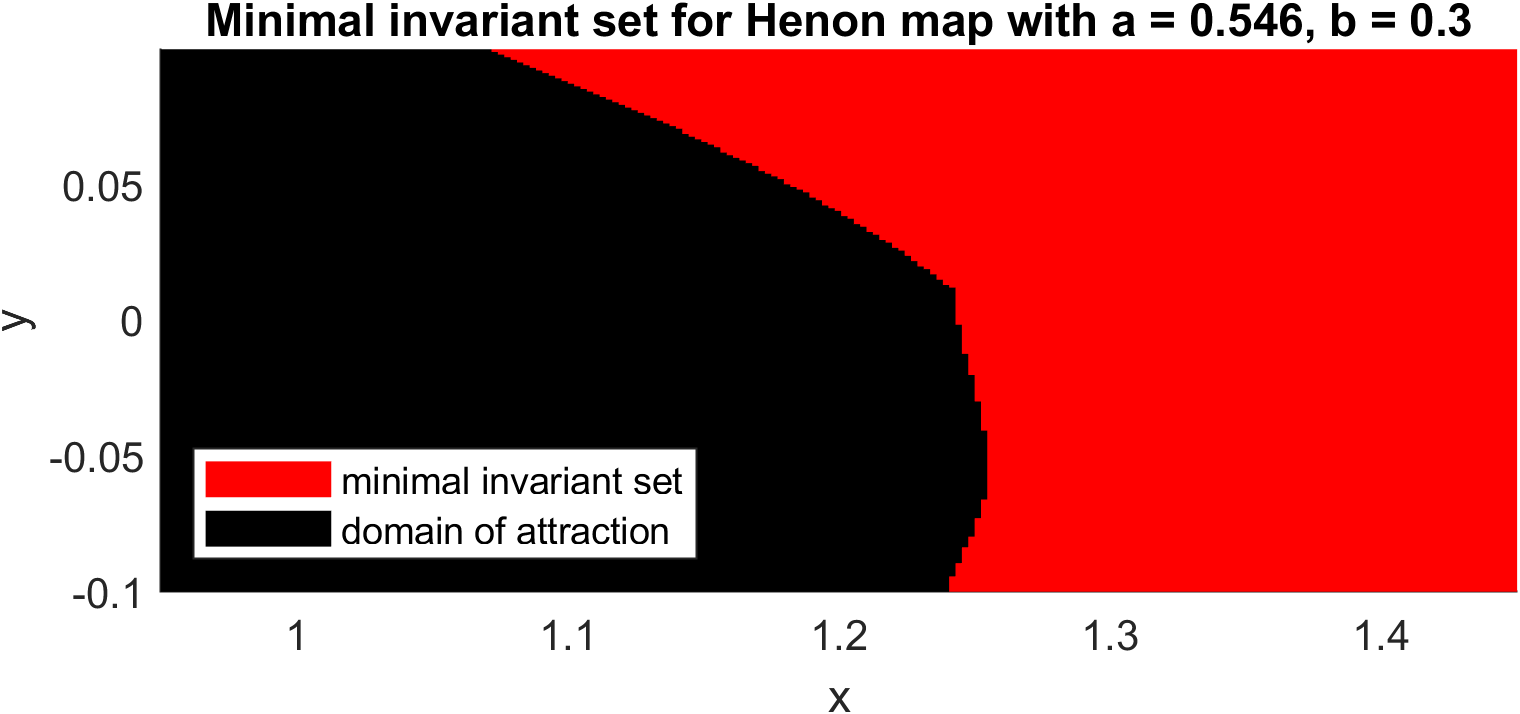 Minimal invariant set for Henon map with a = 0.546, b = 0.3
0.05
0
-0.05
-0.1
y
minimal invariant set
domain of attraction
1 1.1 1.2 1.3 1.4
x